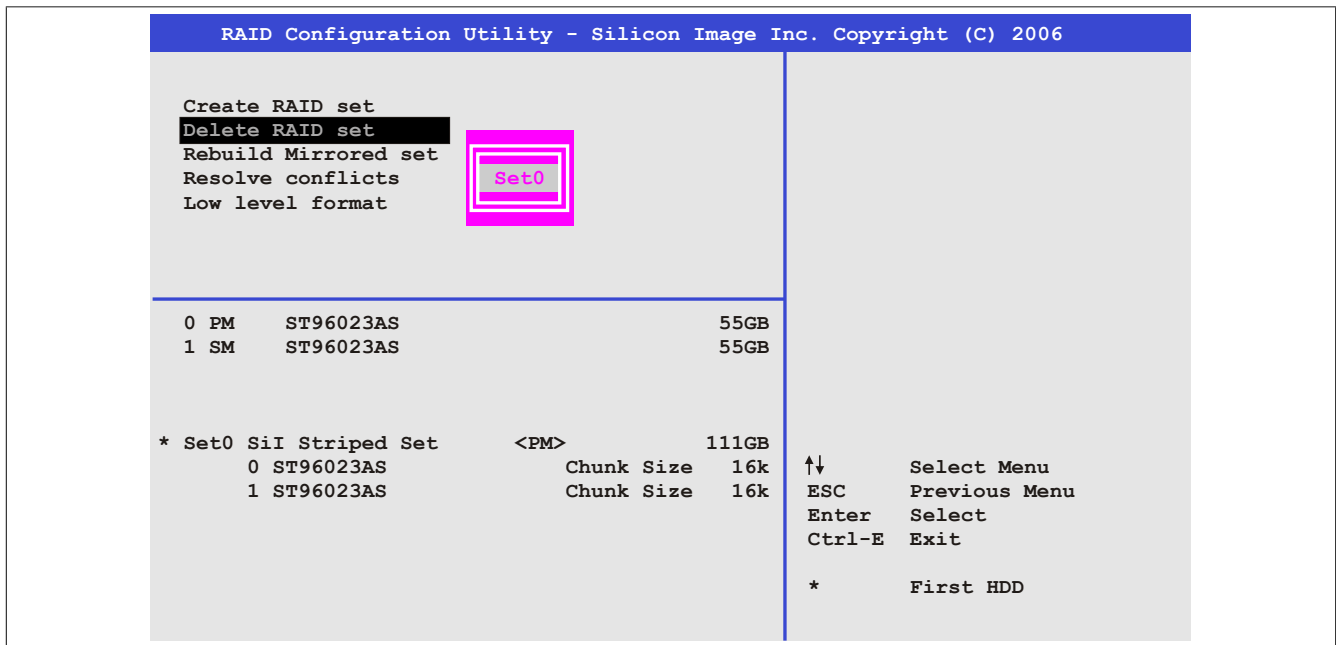 RAID Configuration Utility - Silicon Image Inc. Copyright (C) 2006
Create RAID set
Delete RAID set
Rebuild Mirrored set
Resolve conflicts
Low level format
Set0
0 PM ST96023AS 55GB
1 SM ST96023AS 55GB
* Set0 SiI Striped Set <PM> 111GB
0 ST96023AS Chunk Size 16k
1 ST96023AS Chunk Size 16k
↑↓ Select Menu
ESC Previous Menu
Enter Select
Ctrl-E Exit
* First HDD